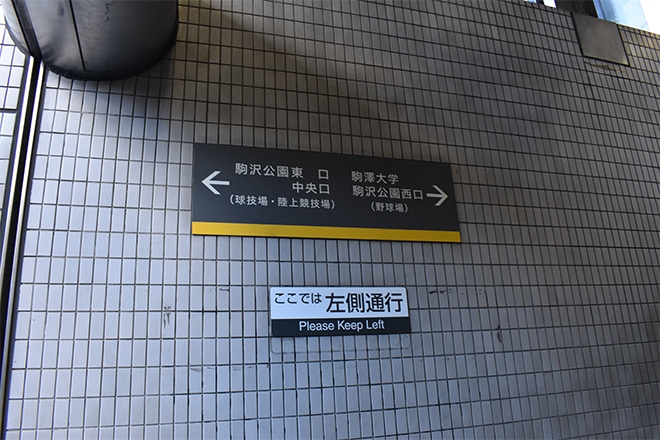 駒沢公園東 口
中央口
(球技場・陸上競技場)
駒澤大学
駒沢公園西口
(野球場)
ここでは 左側通行
Please Keep Left